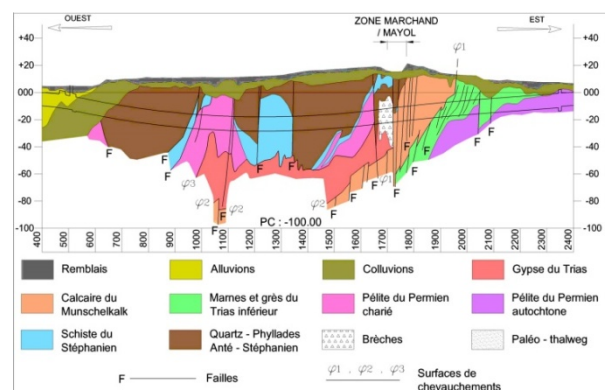 OUEST
ZONE MARCHAND
/ MAYOL
EST
φ1
+40 +40
+20 +20
000 000
-20 -20
-40 -40
-60 -60
-80 -80
-100 -100
F F F F F F F F F F F F F F F F
φ3 φ2 φ2 φ2 φ1
PC : -100.00
400 500 600 700 800 900 1000 1100 1200 1300 1400 1500 1600 1700 1800 1900 2000 2100 2200 2300 2400
Remblais Alluvions Colluvions Gypse du Trias
Calcaire du Marnes et grès du Pélite du Permien Pélite du Permien
Munschelkalk Trias inférieur charié autochtone
Schiste du Quartz - Phyllades Brèches Paléo - thalweg
Stéphanien Anté - Stéphanien
F F Failles φ1 , φ2 , φ3 Surfaces de
chevauchements